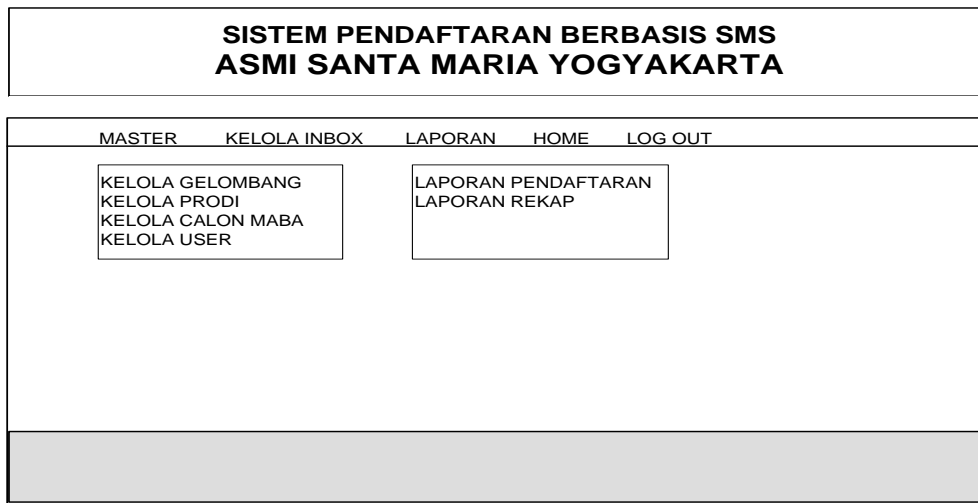 SISTEM PENDAFTARAN BERBASIS SMS
ASMI SANTA MARIA YOGYAKARTA
MASTER KELOLA INBOX LAPORAN HOME LOG OUT
KELOLA GELOMBANG
KELOLA PRODI
KELOLA CALON MABA
KELOLA USER
LAPORAN PENDAFTARAN
LAPORAN REKAP